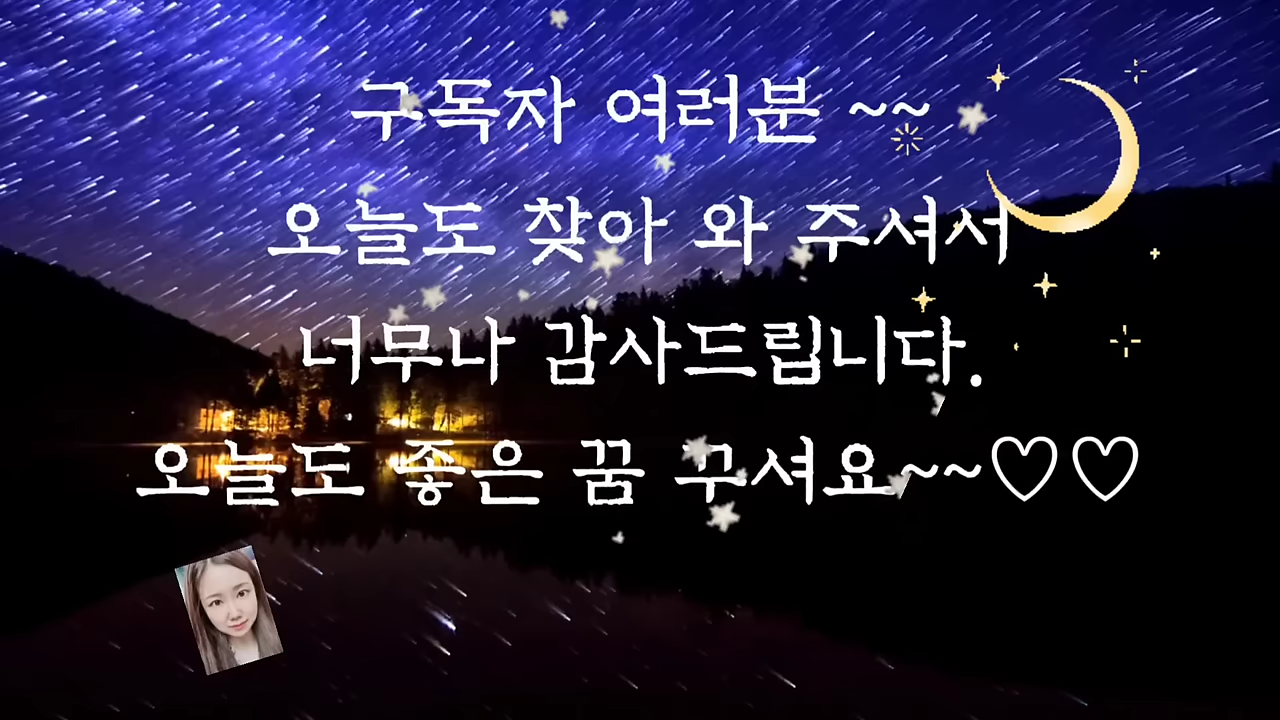 구독자 여러분 ~~
오늘도 찾아 와 주셔서
너무나 감사드립니다.
오늘도 좋은 꿈 꾸셔요~~♡♡